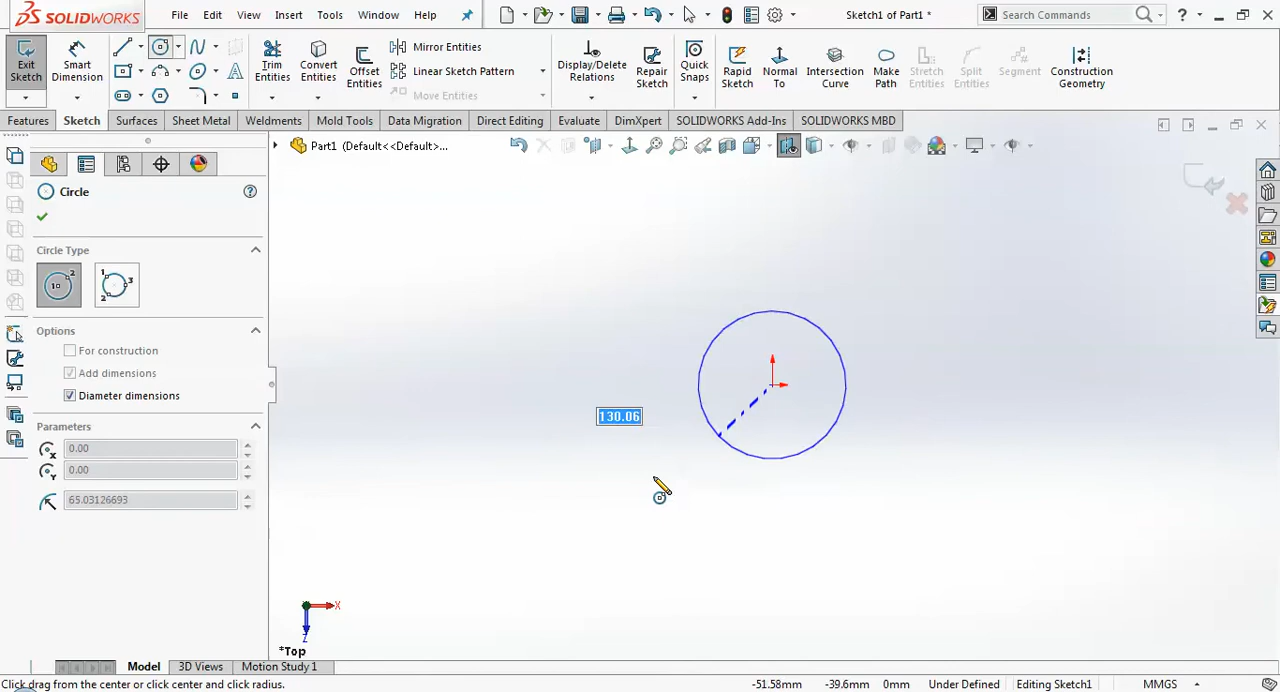 SOLIDWORKS File Edit View Insert Tools Window Help Sketch1 of Part1 * Search Commands ?
Exit Sketch Smart Dimension Trim Entities Convert Entities Offset Entities Mirror Entities Display/Delete Relations Repair Sketch Quick Snaps Rapid Sketch Normal To Intersection Curve Make Path Stretch Entities Split Entities Segment Construction Geometry
Linear Sketch Pattern
Move Entities
Features Sketch Surfaces Sheet Metal Weldments Mold Tools Data Migration Direct Editing Evaluate DimXpert SOLIDWORKS Add-Ins SOLIDWORKS MBD
Part1 (Default<<Default>...
Circle
Circle Type
Options
For construction
Add dimensions
Diameter dimensions
130.06
Parameters
0.00
0.00
65.03126693
X
Z
*Top
Model 3D Views Motion Study 1
Click drag from the center or click center and click radius. -51.58mm -39.6mm 0mm Under Defined Editing Sketch1 MMGS